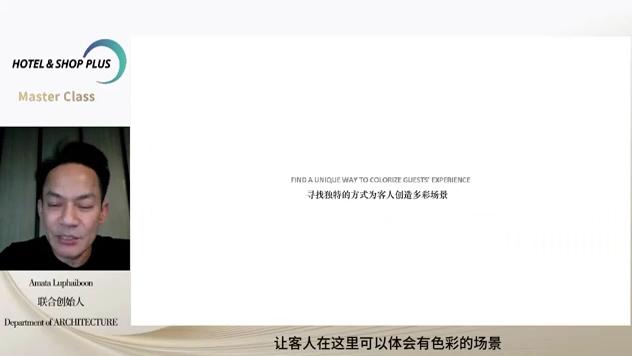 HOTEL & SHOP PLUS
Master Class
FIND A UNIQUE WAY TO COLORIZE GUESTS' EXPERIENCE
寻找独特的方式为客人创造多彩场景
Amata Luphaiboon
联合创始人
Department of ARCHITECTURE
让客人在这里可以体会有色彩的场景